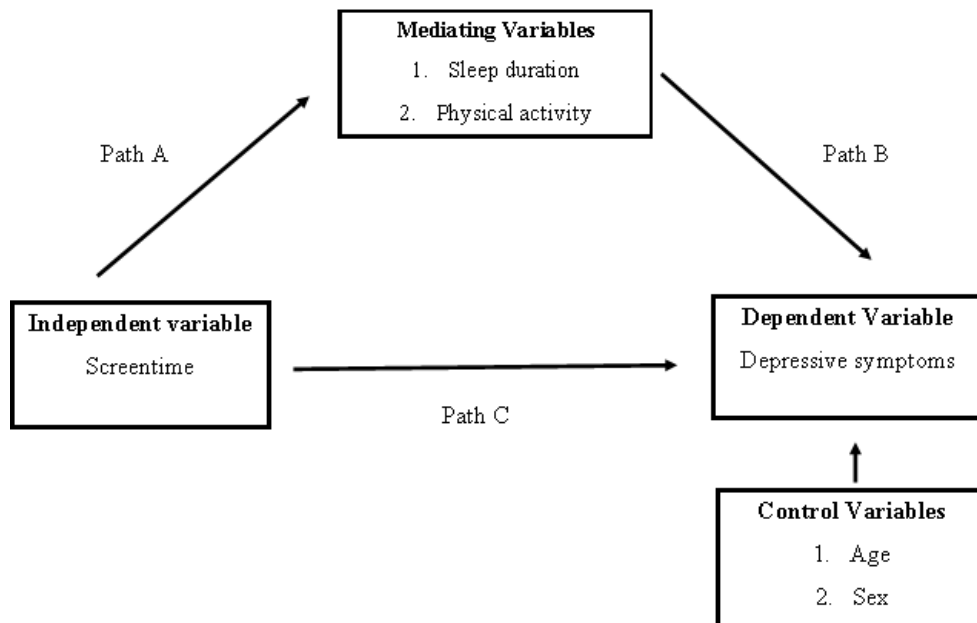 Mediating Variables
1. Sleep duration
2. Physical activity
Path A
Path B
Independent variable
Screentime
Dependent Variable
Depressive symptoms
Path C
Control Variables
1. Age
2. Sex